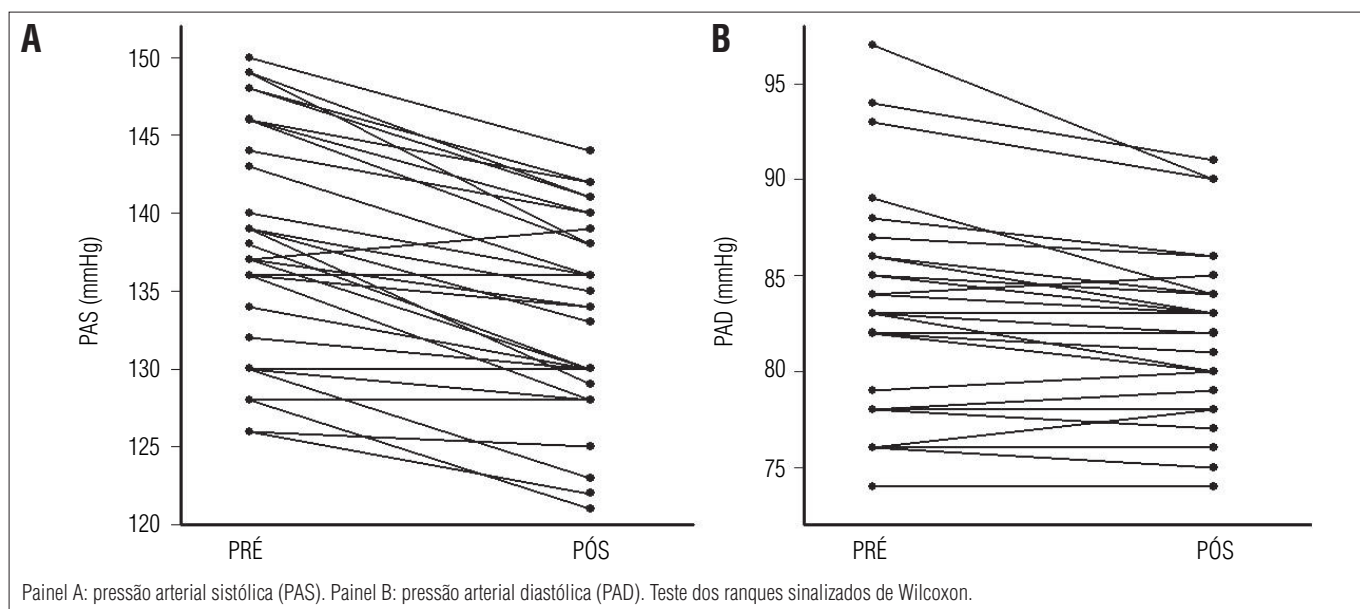 A
PAS (mmHg)
150
145
140
135
130
125
120
PRÉ
PÓS
B
PAD (mmHg)
95
90
85
80
75
PRÉ
PÓS
Painel A: pressão arterial sistólica (PAS). Painel B: pressão arterial diastólica (PAD). Teste dos ranques sinalizados de Wilcoxon.